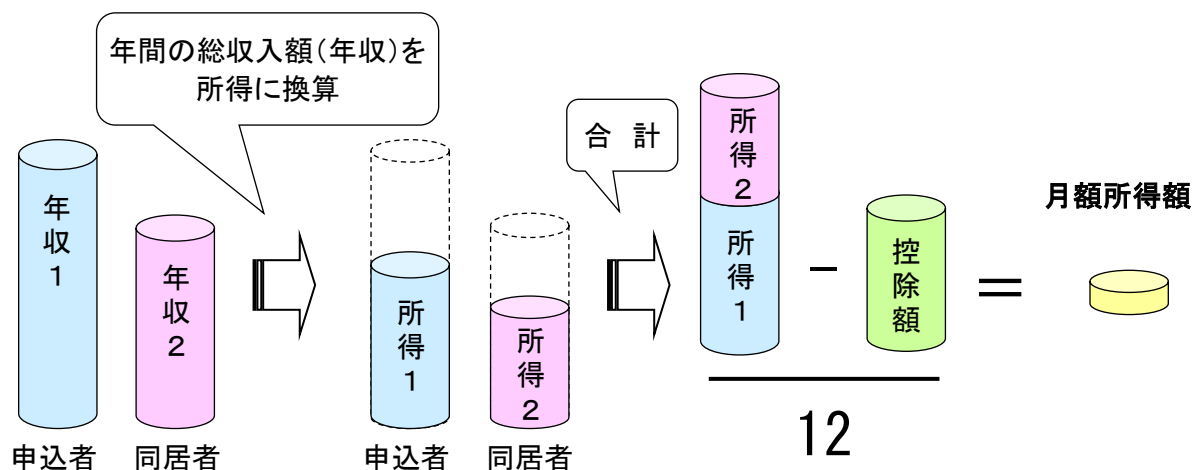 年間の総収入額（年収）を
所得に換算
年収１
年収２
申込者
同居者
所得１
所得２
申込者
同居者
合　計
所得２
所得１
−
控除額
12
＝
月額所得額